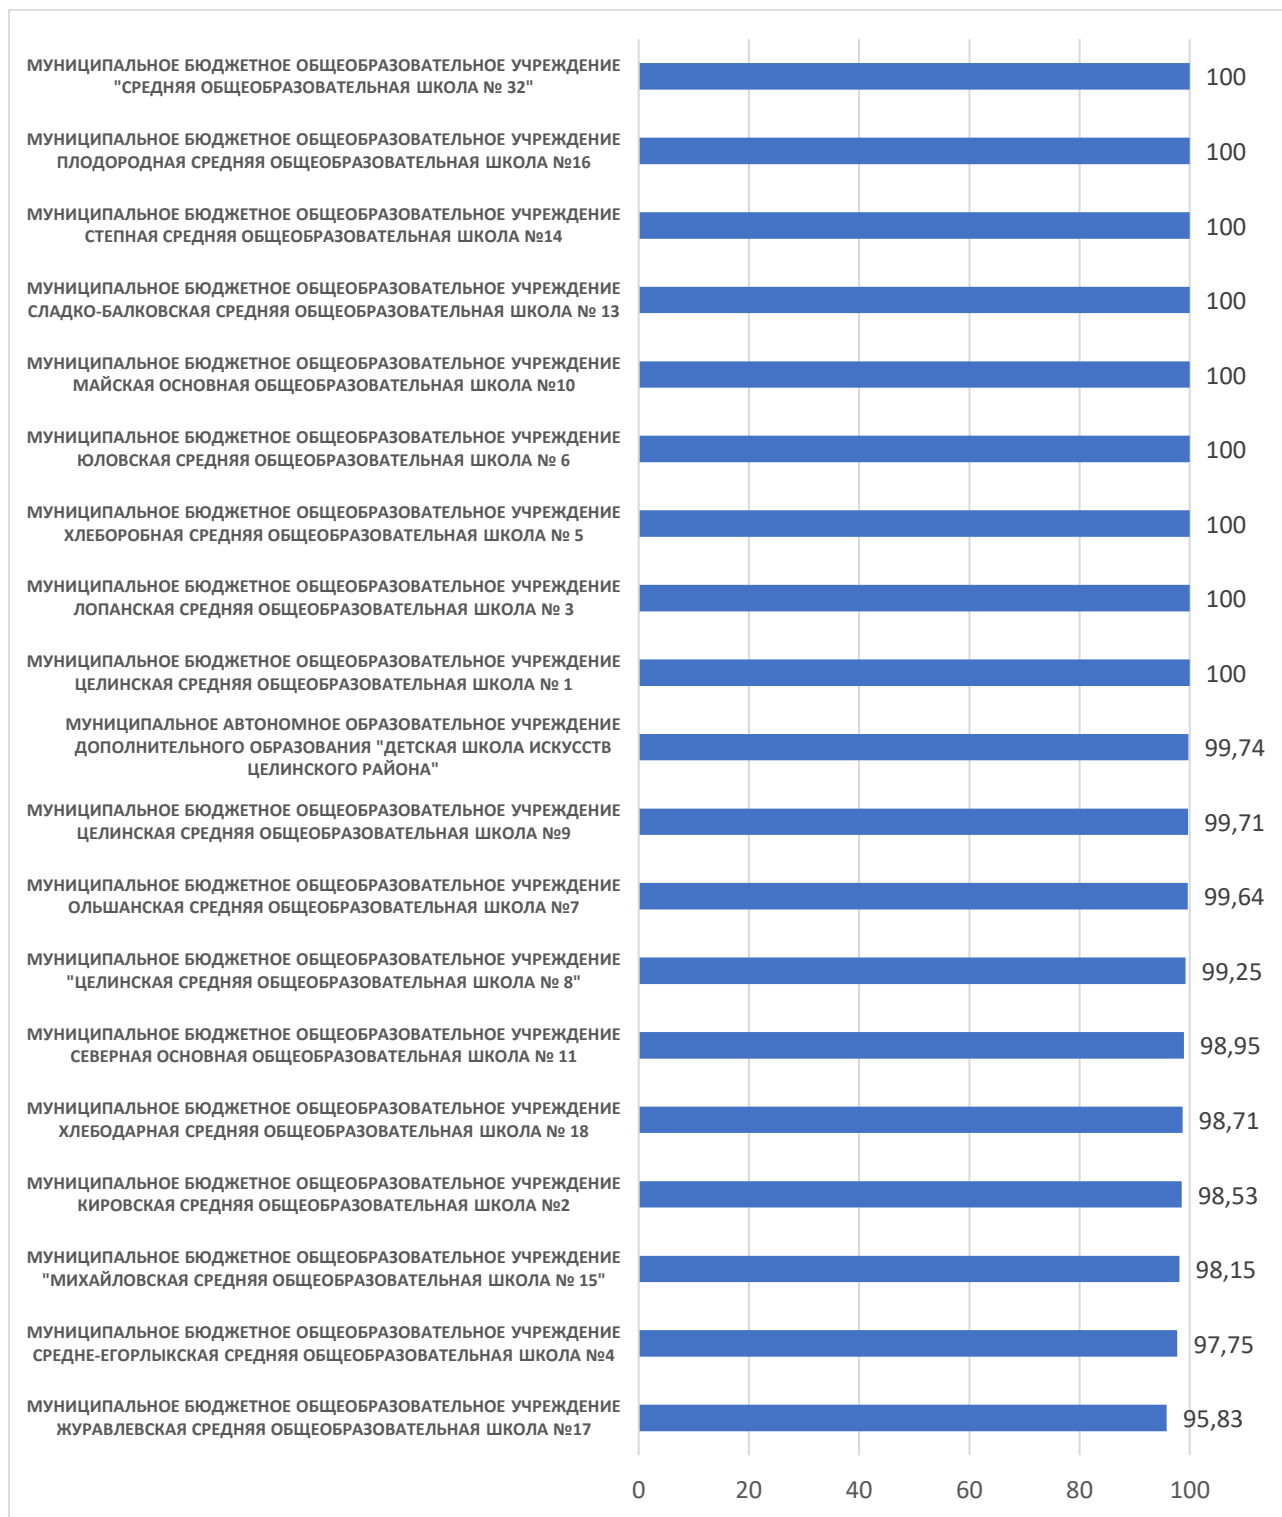 МУНИЦИПАЛЬНОЕ БЮДЖЕТНОЕ ОБЩЕОБРАЗОВАТЕЛЬНОЕ УЧРЕЖДЕНИЕ
"СРЕДНЯЯ ОБЩЕОБРАЗОВАТЕЛЬНАЯ ШКОЛА № 32"
100
МУНИЦИПАЛЬНОЕ БЮДЖЕТНОЕ ОБЩЕОБРАЗОВАТЕЛЬНОЕ УЧРЕЖДЕНИЕ
ПЛОДОРОДНАЯ СРЕДНЯЯ ОБЩЕОБРАЗОВАТЕЛЬНАЯ ШКОЛА №16
100
МУНИЦИПАЛЬНОЕ БЮДЖЕТНОЕ ОБЩЕОБРАЗОВАТЕЛЬНОЕ УЧРЕЖДЕНИЕ
СТЕПНАЯ СРЕДНЯЯ ОБЩЕОБРАЗОВАТЕЛЬНАЯ ШКОЛА №14
100
МУНИЦИПАЛЬНОЕ БЮДЖЕТНОЕ ОБЩЕОБРАЗОВАТЕЛЬНОЕ УЧРЕЖДЕНИЕ
СЛАДКО-БАЛКОВСКАЯ СРЕДНЯЯ ОБЩЕОБРАЗОВАТЕЛЬНАЯ ШКОЛА № 13
100
МУНИЦИПАЛЬНОЕ БЮДЖЕТНОЕ ОБЩЕОБРАЗОВАТЕЛЬНОЕ УЧРЕЖДЕНИЕ
МАЙСКАЯ ОСНОВНАЯ ОБЩЕОБРАЗОВАТЕЛЬНАЯ ШКОЛА №10
100
МУНИЦИПАЛЬНОЕ БЮДЖЕТНОЕ ОБЩЕОБРАЗОВАТЕЛЬНОЕ УЧРЕЖДЕНИЕ
ЮЛОВСКАЯ СРЕДНЯЯ ОБЩЕОБРАЗОВАТЕЛЬНАЯ ШКОЛА № 6
100
МУНИЦИПАЛЬНОЕ БЮДЖЕТНОЕ ОБЩЕОБРАЗОВАТЕЛЬНОЕ УЧРЕЖДЕНИЕ
ХЛЕБОРОБНАЯ СРЕДНЯЯ ОБЩЕОБРАЗОВАТЕЛЬНАЯ ШКОЛА № 5
100
МУНИЦИПАЛЬНОЕ БЮДЖЕТНОЕ ОБЩЕОБРАЗОВАТЕЛЬНОЕ УЧРЕЖДЕНИЕ
ЛОПАНСКАЯ СРЕДНЯЯ ОБЩЕОБРАЗОВАТЕЛЬНАЯ ШКОЛА № 3
100
МУНИЦИПАЛЬНОЕ БЮДЖЕТНОЕ ОБЩЕОБРАЗОВАТЕЛЬНОЕ УЧРЕЖДЕНИЕ
ЦЕЛИНСКАЯ СРЕДНЯЯ ОБЩЕОБРАЗОВАТЕЛЬНАЯ ШКОЛА № 1
100
МУНИЦИПАЛЬНОЕ АВТОНОМНОЕ ОБРАЗОВАТЕЛЬНОЕ УЧРЕЖДЕНИЕ
ДОПОЛНИТЕЛЬНОГО ОБРАЗОВАНИЯ "ДЕТСКАЯ ШКОЛА ИСКУССТВ
ЦЕЛИНСКОГО РАЙОНА"
99,74
МУНИЦИПАЛЬНОЕ БЮДЖЕТНОЕ ОБЩЕОБРАЗОВАТЕЛЬНОЕ УЧРЕЖДЕНИЕ
ЦЕЛИНСКАЯ СРЕДНЯЯ ОБЩЕОБРАЗОВАТЕЛЬНАЯ ШКОЛА №9
99,71
МУНИЦИПАЛЬНОЕ БЮДЖЕТНОЕ ОБЩЕОБРАЗОВАТЕЛЬНОЕ УЧРЕЖДЕНИЕ
ОЛЬШАНСКАЯ СРЕДНЯЯ ОБЩЕОБРАЗОВАТЕЛЬНАЯ ШКОЛА №7
99,64
МУНИЦИПАЛЬНОЕ БЮДЖЕТНОЕ ОБЩЕОБРАЗОВАТЕЛЬНОЕ УЧРЕЖДЕНИЕ
"ЦЕЛИНСКАЯ СРЕДНЯЯ ОБЩЕОБРАЗОВАТЕЛЬНАЯ ШКОЛА № 8"
99,25
МУНИЦИПАЛЬНОЕ БЮДЖЕТНОЕ ОБЩЕОБРАЗОВАТЕЛЬНОЕ УЧРЕЖДЕНИЕ
СЕВЕРНАЯ ОСНОВНАЯ ОБЩЕОБРАЗОВАТЕЛЬНАЯ ШКОЛА № 11
98,95
МУНИЦИПАЛЬНОЕ БЮДЖЕТНОЕ ОБЩЕОБРАЗОВАТЕЛЬНОЕ УЧРЕЖДЕНИЕ
ХЛЕБОДАРНАЯ СРЕДНЯЯ ОБЩЕОБРАЗОВАТЕЛЬНАЯ ШКОЛА № 18
98,71
МУНИЦИПАЛЬНОЕ БЮДЖЕТНОЕ ОБЩЕОБРАЗОВАТЕЛЬНОЕ УЧРЕЖДЕНИЕ
КИРОВСКАЯ СРЕДНЯЯ ОБЩЕОБРАЗОВАТЕЛЬНАЯ ШКОЛА №2
98,53
МУНИЦИПАЛЬНОЕ БЮДЖЕТНОЕ ОБЩЕОБРАЗОВАТЕЛЬНОЕ УЧРЕЖДЕНИЕ
"МИХАЙЛОВСКАЯ СРЕДНЯЯ ОБЩЕОБРАЗОВАТЕЛЬНАЯ ШКОЛА № 15"
98,15
МУНИЦИПАЛЬНОЕ БЮДЖЕТНОЕ ОБЩЕОБРАЗОВАТЕЛЬНОЕ УЧРЕЖДЕНИЕ
СРЕДНЕ-ЕГОРЛЫКСКАЯ СРЕДНЯЯ ОБЩЕОБРАЗОВАТЕЛЬНАЯ ШКОЛА №4
97,75
МУНИЦИПАЛЬНОЕ БЮДЖЕТНОЕ ОБЩЕОБРАЗОВАТЕЛЬНОЕ УЧРЕЖДЕНИЕ
ЖУРАВЛЕВСКАЯ СРЕДНЯЯ ОБЩЕОБРАЗОВАТЕЛЬНАЯ ШКОЛА №17
95,83
0 20 40 60 80 100